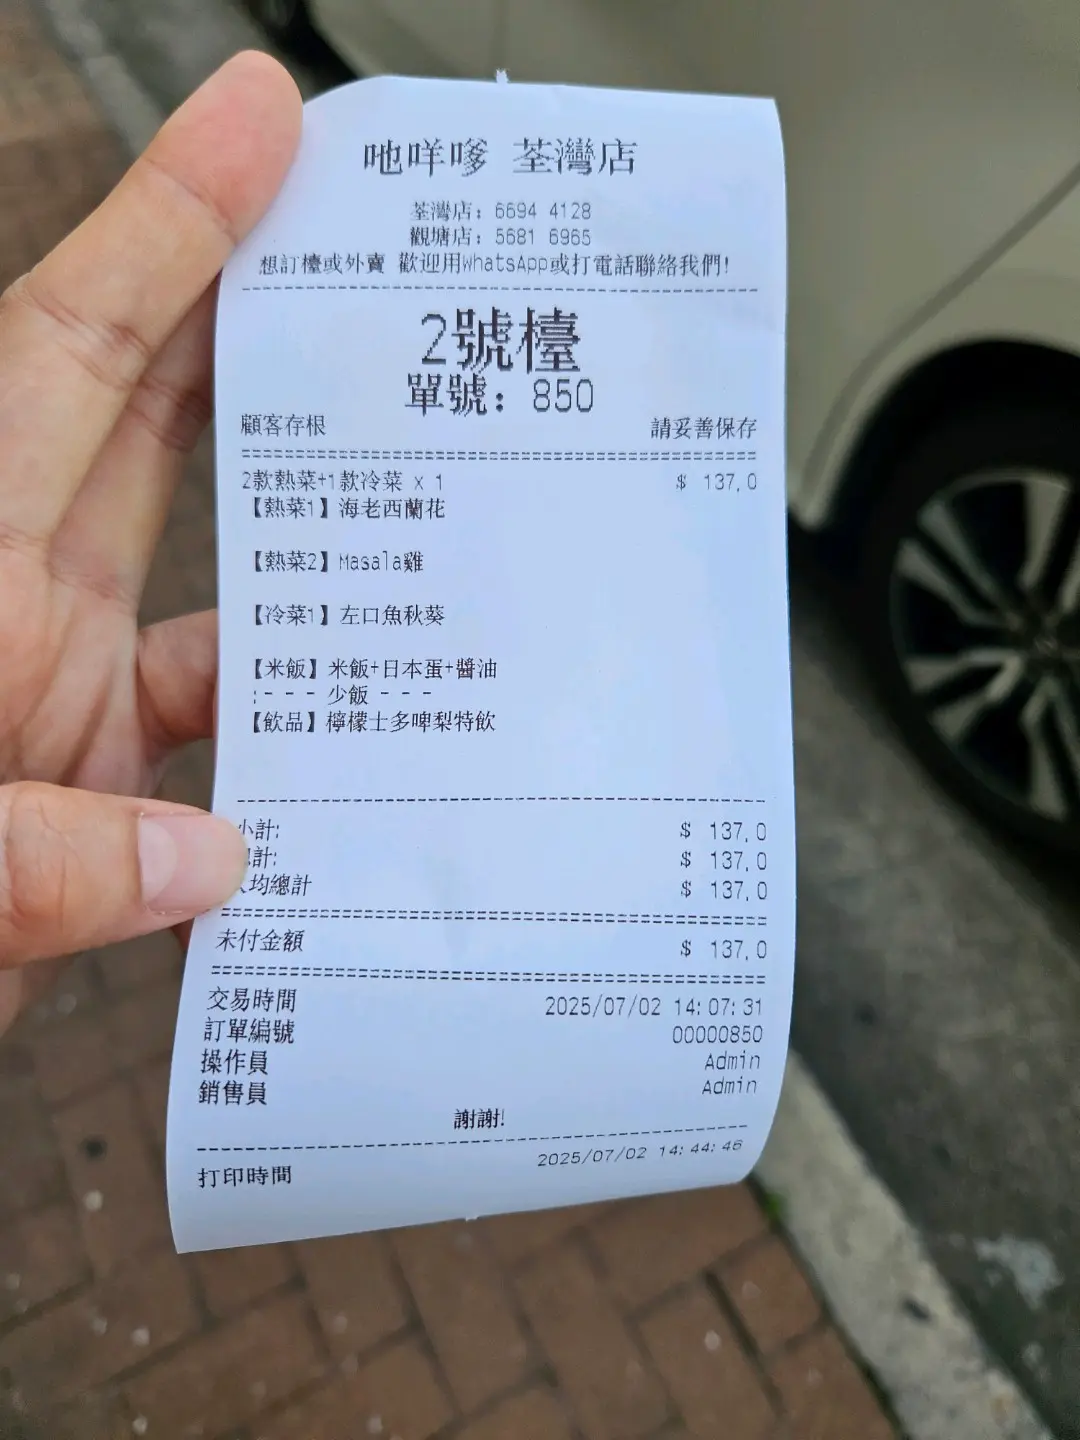 吔咩嗲 荃灣店
荃灣店: 6694 4128
觀塘店: 5681 6965
想訂檯或外賣 歡迎用WhatsApp或打電話聯絡我們!
2號檯
單號: 850
顧客存根 請妥善保存
2款熱菜+1款冷菜 x 1 $ 137.0
【熱菜1】海老西蘭花
【熱菜2】Masala雞
【冷菜1】左口魚秋葵
【米飯】米飯+日本蛋+醬油
:--- 少飯 ---
【飲品】檸檬士多啤梨特飲
小計: $ 137.0
計: $ 137.0
均總計 $ 137.0
未付金額 $ 137.0
交易時間 2025/07/02 14:07:31
訂單編號 00000850
操作員 Admin
銷售員 Admin
謝謝!
打印時間 2025/07/02 14:44:46